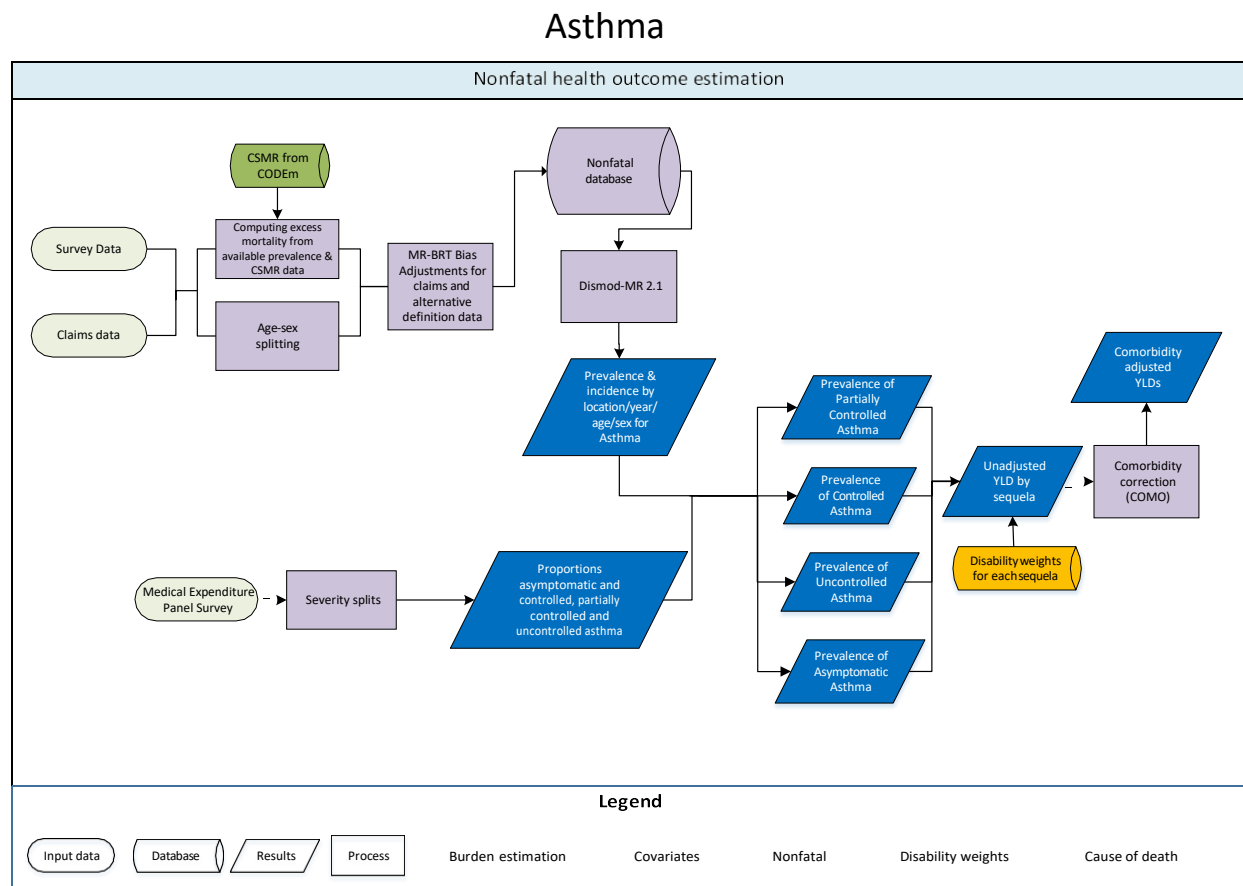 Asthma
Nonfatal health outcome estimation
CSMR from
CODEm
Nonfatal
database
Survey Data
Computing excess
mortality from
available prevalence &
CSMR data
MR-BRT Bias
Adjustments for
claims and
alternative
definition data
Dismod-MR 2.1
Claims data
Age-sex
splitting
Prevalence &
incidence by
location/year/
age/sex for
Asthma
Prevalence of
Partially
Controlled
Asthma
Comorbidity
adjusted
YLDs
Prevalence
of Controlled
Asthma
Unadjusted
YLD by
sequela
Comorbidity
correction
(COMO)
Prevalence of
Uncontrolled
Asthma
Disability weights
for each sequela
Medical Expenditure
Panel Survey
Severity splits
Proportions
asymptomatic and
controlled, partially
controlled and
uncontrolled asthma
Prevalence of
Asymptomatic
Asthma
Legend
Input data
Database
Results
Process
Burden estimation
Covariates
Nonfatal
Disability weights
Cause of death